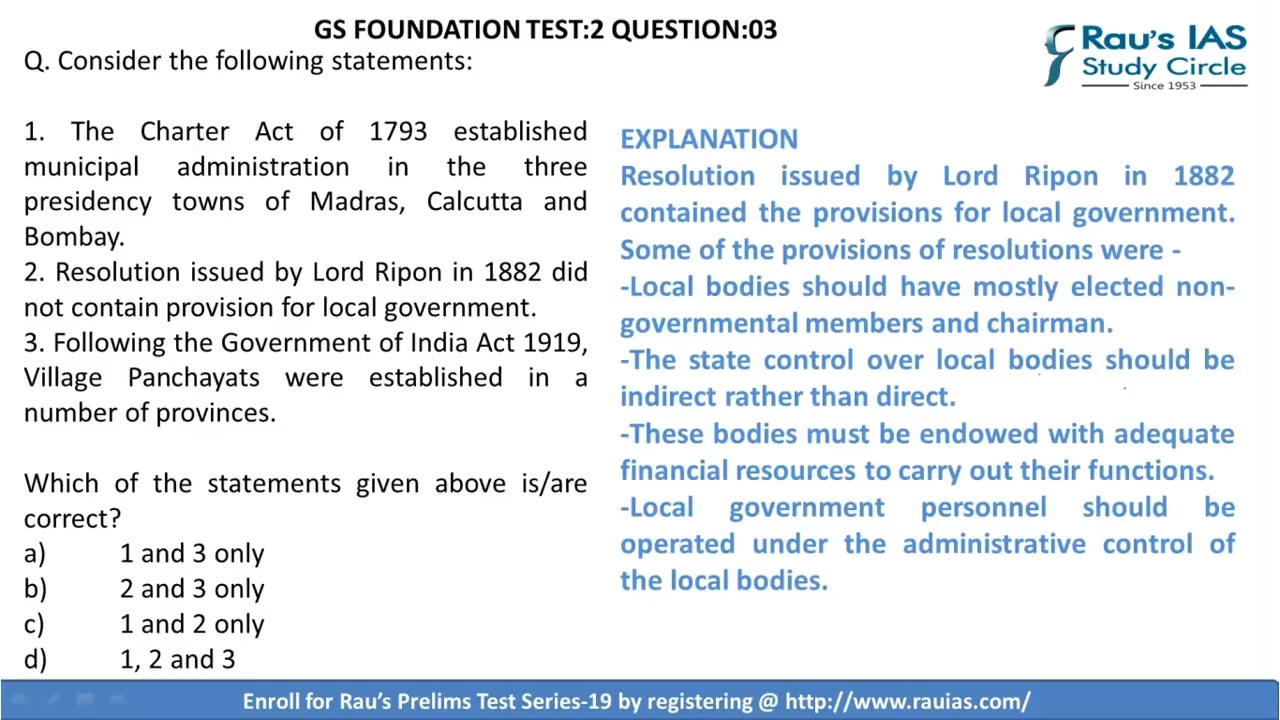 GS FOUNDATION TEST:2 QUESTION:03
Rau's IAS
Study Circle
Since 1953
Q. Consider the following statements:
1. The Charter Act of 1793 established
municipal administration in the three
presidency towns of Madras, Calcutta and
Bombay.
2. Resolution issued by Lord Ripon in 1882 did
not contain provision for local government.
3. Following the Government of India Act 1919,
Village Panchayats were established in a
number of provinces.
Which of the statements given above is/are
correct?
a) 1 and 3 only
b) 2 and 3 only
c) 1 and 2 only
d) 1, 2 and 3
EXPLANATION
Resolution issued by Lord Ripon in 1882
contained the provisions for local government.
Some of the provisions of resolutions were -
-Local bodies should have mostly elected non-
governmental members and chairman.
-The state control over local bodies should be
indirect rather than direct.
-These bodies must be endowed with adequate
financial resources to carry out their functions.
-Local government personnel should be
operated under the administrative control of
the local bodies.
Enroll for Rau's Prelims Test Series-19 by registering @ http://www.rauias.com/